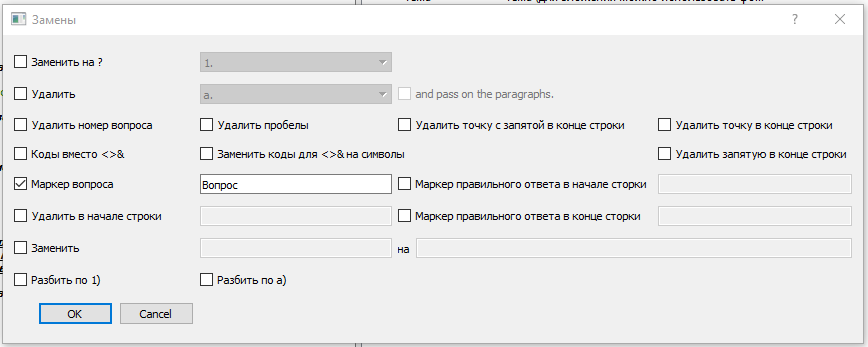 Замены ?
Заменить на ? 1.
Удалить a. and pass on the paragraphs.
Удалить номер вопроса Удалить пробелы Удалить точку с запятой в конце строки Удалить точку в конце строки
Коды вместо <>& Заменить коды для <>& на символы Удалить запятую в конце строки
Маркер вопроса Вопрос Маркер правильного ответа в начале сторки
Удалить в начале строки Маркер правильного ответа в конце сторки
Заменить на
Разбить по 1) Разбить по a)
OK Cancel